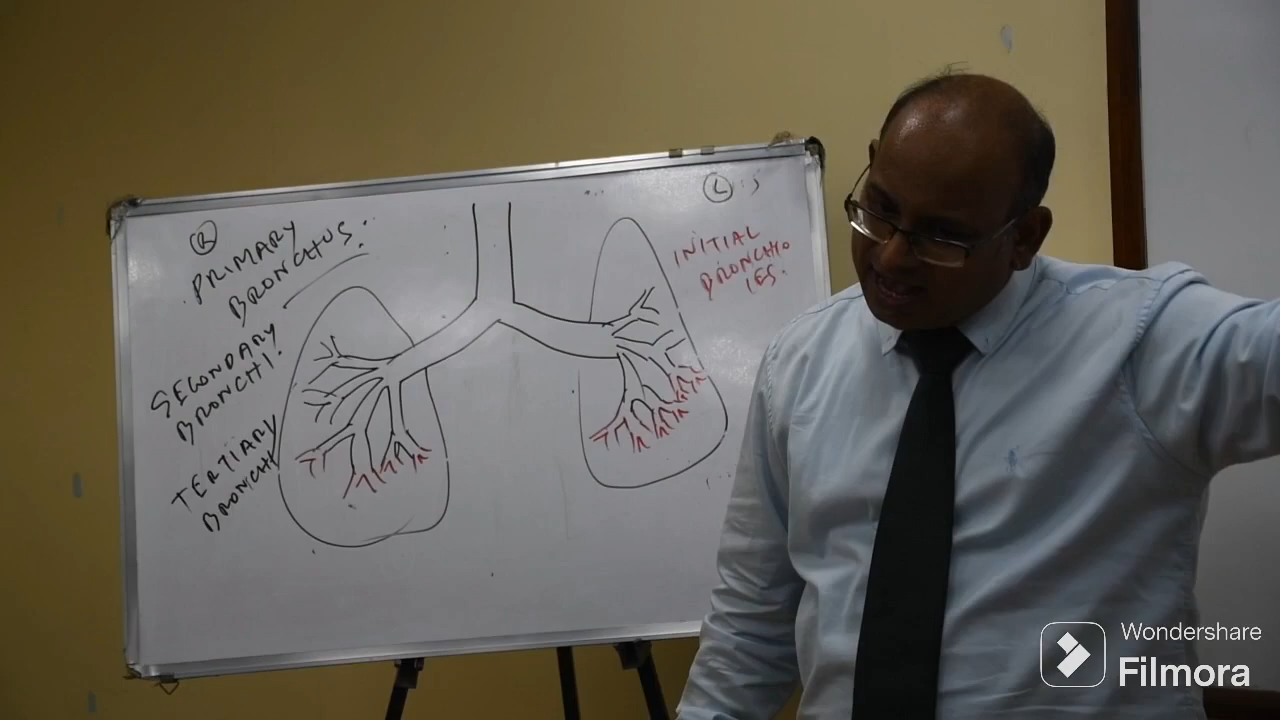 R
PRIMARY
BRONCHUS.
SECONDARY
BRONCHI.
TERTIARY
BRONCHI
L
INITIAL
BRONCHIO
LES.
Wondershare
Filmora